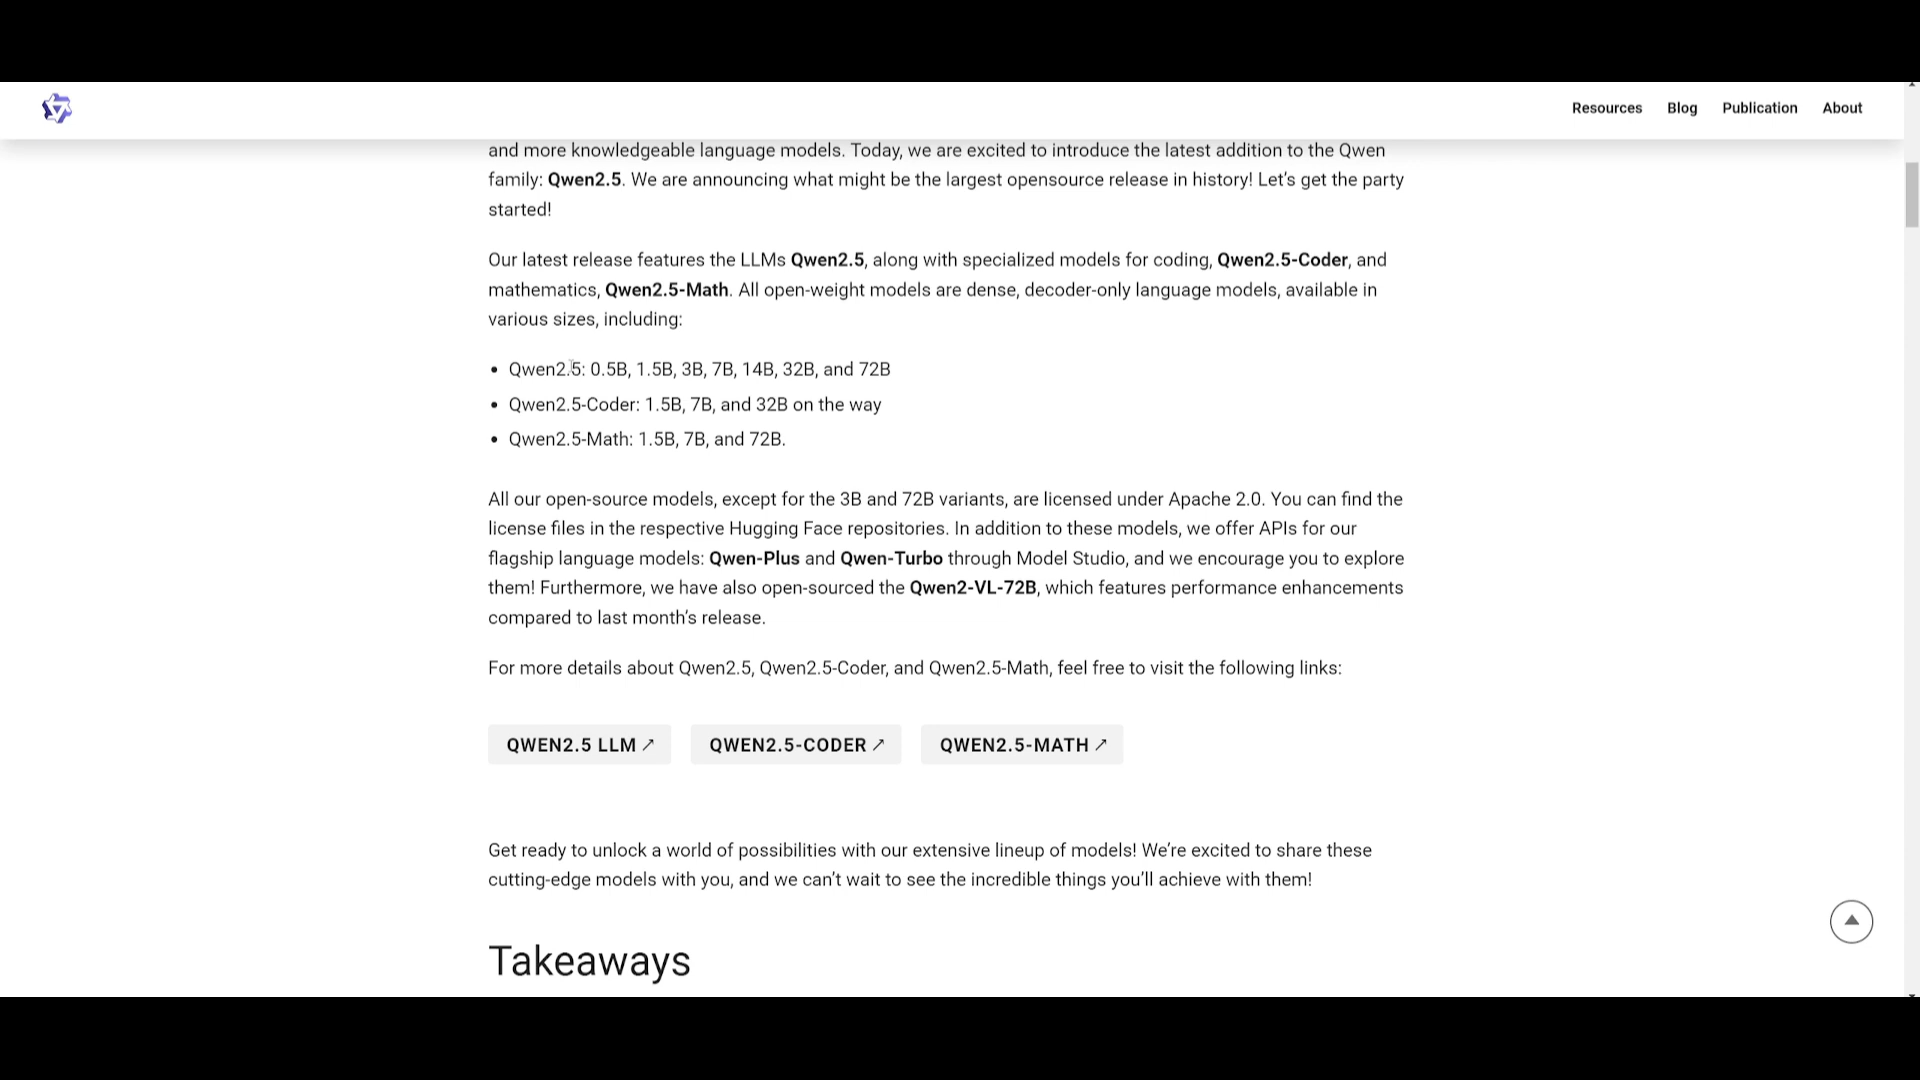 Resources Blog Publication About
and more knowledgeable language models. Today, we are excited to introduce the latest addition to the Qwen
family: Qwen2.5. We are announcing what might be the largest opensource release in history! Let’s get the party
started!
Our latest release features the LLMs Qwen2.5, along with specialized models for coding, Qwen2.5-Coder, and
mathematics, Qwen2.5-Math. All open-weight models are dense, decoder-only language models, available in
various sizes, including:
• Qwen2.5: 0.5B, 1.5B, 3B, 7B, 14B, 32B, and 72B
• Qwen2.5-Coder: 1.5B, 7B, and 32B on the way
• Qwen2.5-Math: 1.5B, 7B, and 72B.
All our open-source models, except for the 3B and 72B variants, are licensed under Apache 2.0. You can find the
license files in the respective Hugging Face repositories. In addition to these models, we offer APIs for our
flagship language models: Qwen-Plus and Qwen-Turbo through Model Studio, and we encourage you to explore
them! Furthermore, we have also open-sourced the Qwen2-VL-72B, which features performance enhancements
compared to last month’s release.
For more details about Qwen2.5, Qwen2.5-Coder, and Qwen2.5-Math, feel free to visit the following links:
QWEN2.5 LLM ↗ QWEN2.5-CODER ↗ QWEN2.5-MATH ↗
Get ready to unlock a world of possibilities with our extensive lineup of models! We’re excited to share these
cutting-edge models with you, and we can’t wait to see the incredible things you’ll achieve with them!
Takeaways